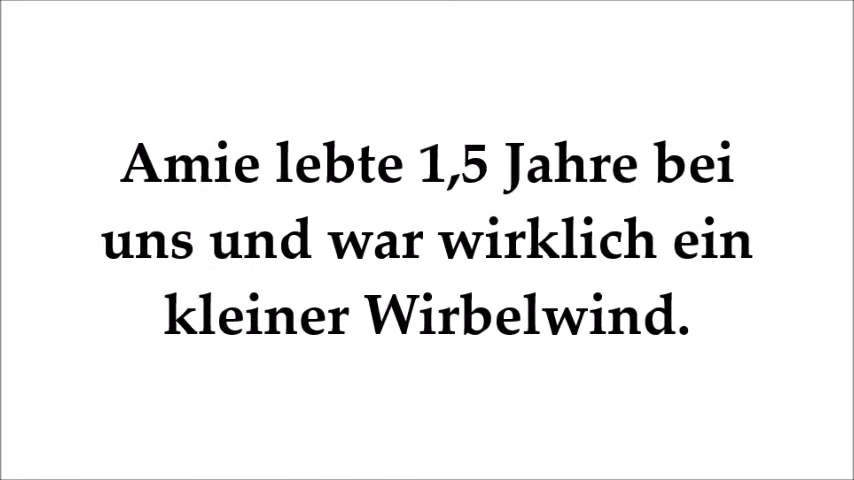 Amie lebte 1,5 Jahre bei
uns und war wirklich ein
kleiner Wirbelwind.